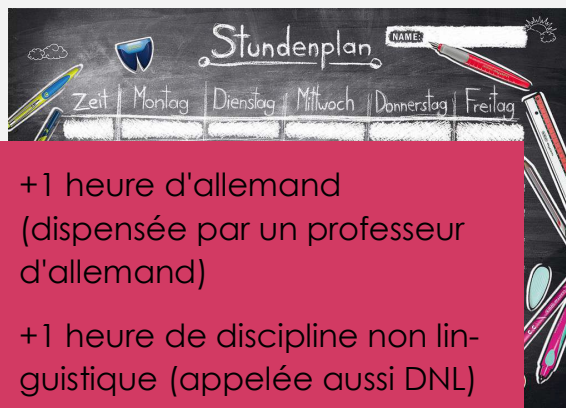 Stundenplan
NAME:
Zeit Montag Dienstag Mittwoch Donnerstag Freitag
+1 heure d'allemand
(dispensée par un professeur
d'allemand)
+1 heure de discipline non lin-
guistique (appelée aussi DNL)